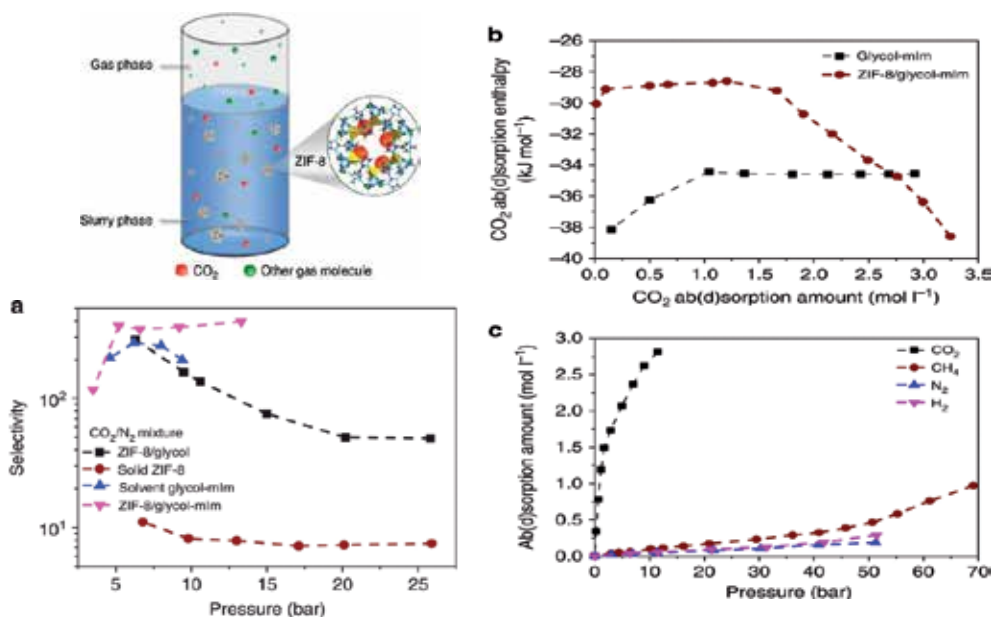 Gas phase
ZIF-8
Slurry phase
CO₂ Other gas molecule
a
Selectivity
10²
10¹
CO₂/N₂ mixture
ZIF-8/glycol
Solid ZIF-8
Solvent glycol-mIm
ZIF-8/glycol-mIm
5 10 15 20 25
Pressure (bar)
b
CO₂ ab(d)sorption enthalpy
(kJ mol⁻¹)
−26
−28
−30
−32
−34
−36
−38
−40
Glycol-mIm
ZIF-8/glycol-mIm
0.0 0.5 1.0 1.5 2.0 2.5 3.0 3.5
CO₂ ab(d)sorption amount (mol l⁻¹)
c
Ab(d)sorption amount (mol l⁻¹)
3.0
2.5
2.0
1.5
1.0
0.5
0.0
CO₂
CH₄
N₂
H₂
0 10 20 30 40 50 60 70
Pressure (bar)